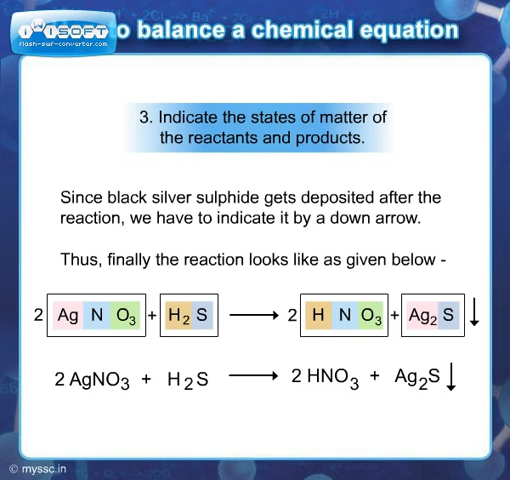 iWiSOFT
flash-swf-converter.com
o balance a chemical equation
3. Indicate the states of matter of
the reactants and products.
Since black silver sulphide gets deposited after the
reaction, we have to indicate it by a down arrow.
Thus, finally the reaction looks like as given below -
2 Ag N O₃ + H₂ S ⟶ 2 H N O₃ + Ag₂ S ↓
2 AgNO₃ + H₂S ⟶ 2 HNO₃ + Ag₂S ↓
© myssc.in